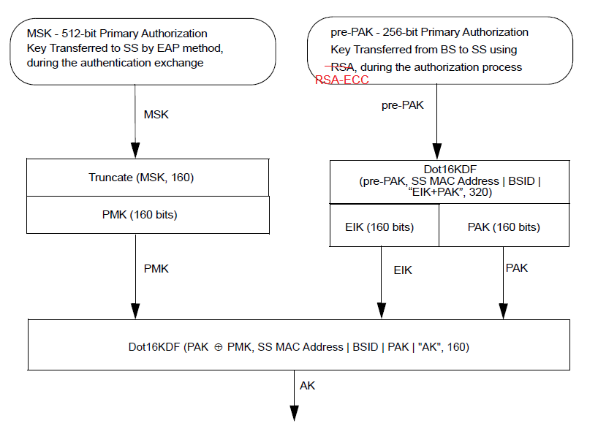 MSK - 512-bit Primary Authorization
Key Transferred to SS by EAP method,
during the authentication exchange
pre-PAK - 256-bit Primary Authorization
Key Transferred from BS to SS using
RSA, during the authorization process
RSA-ECC
MSK
pre-PAK
Truncate (MSK, 160)
PMK (160 bits)
Dot16KDF
(pre-PAK, SS MAC Address | BSID |
"EIK+PAK", 320)
EIK (160 bits)
PAK (160 bits)
PMK
EIK
PAK
Dot16KDF (PAK ⊕ PMK, SS MAC Address | BSID | PAK | "AK", 160)
AK